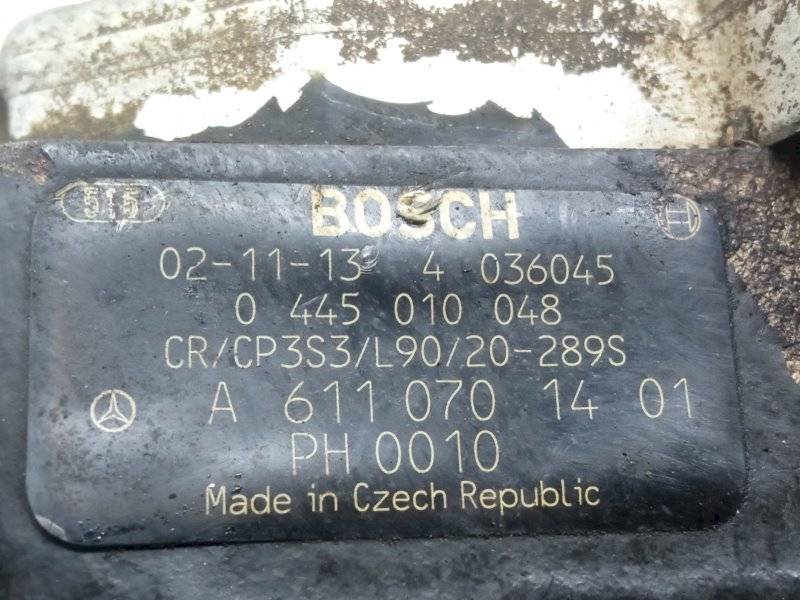 515 BOSCH
02-11-13 4 036045
0 445 010 048
CR/CP3S3/L90/20-289S
A 611 070 14 01
PH 0010
Made in Czech Republic